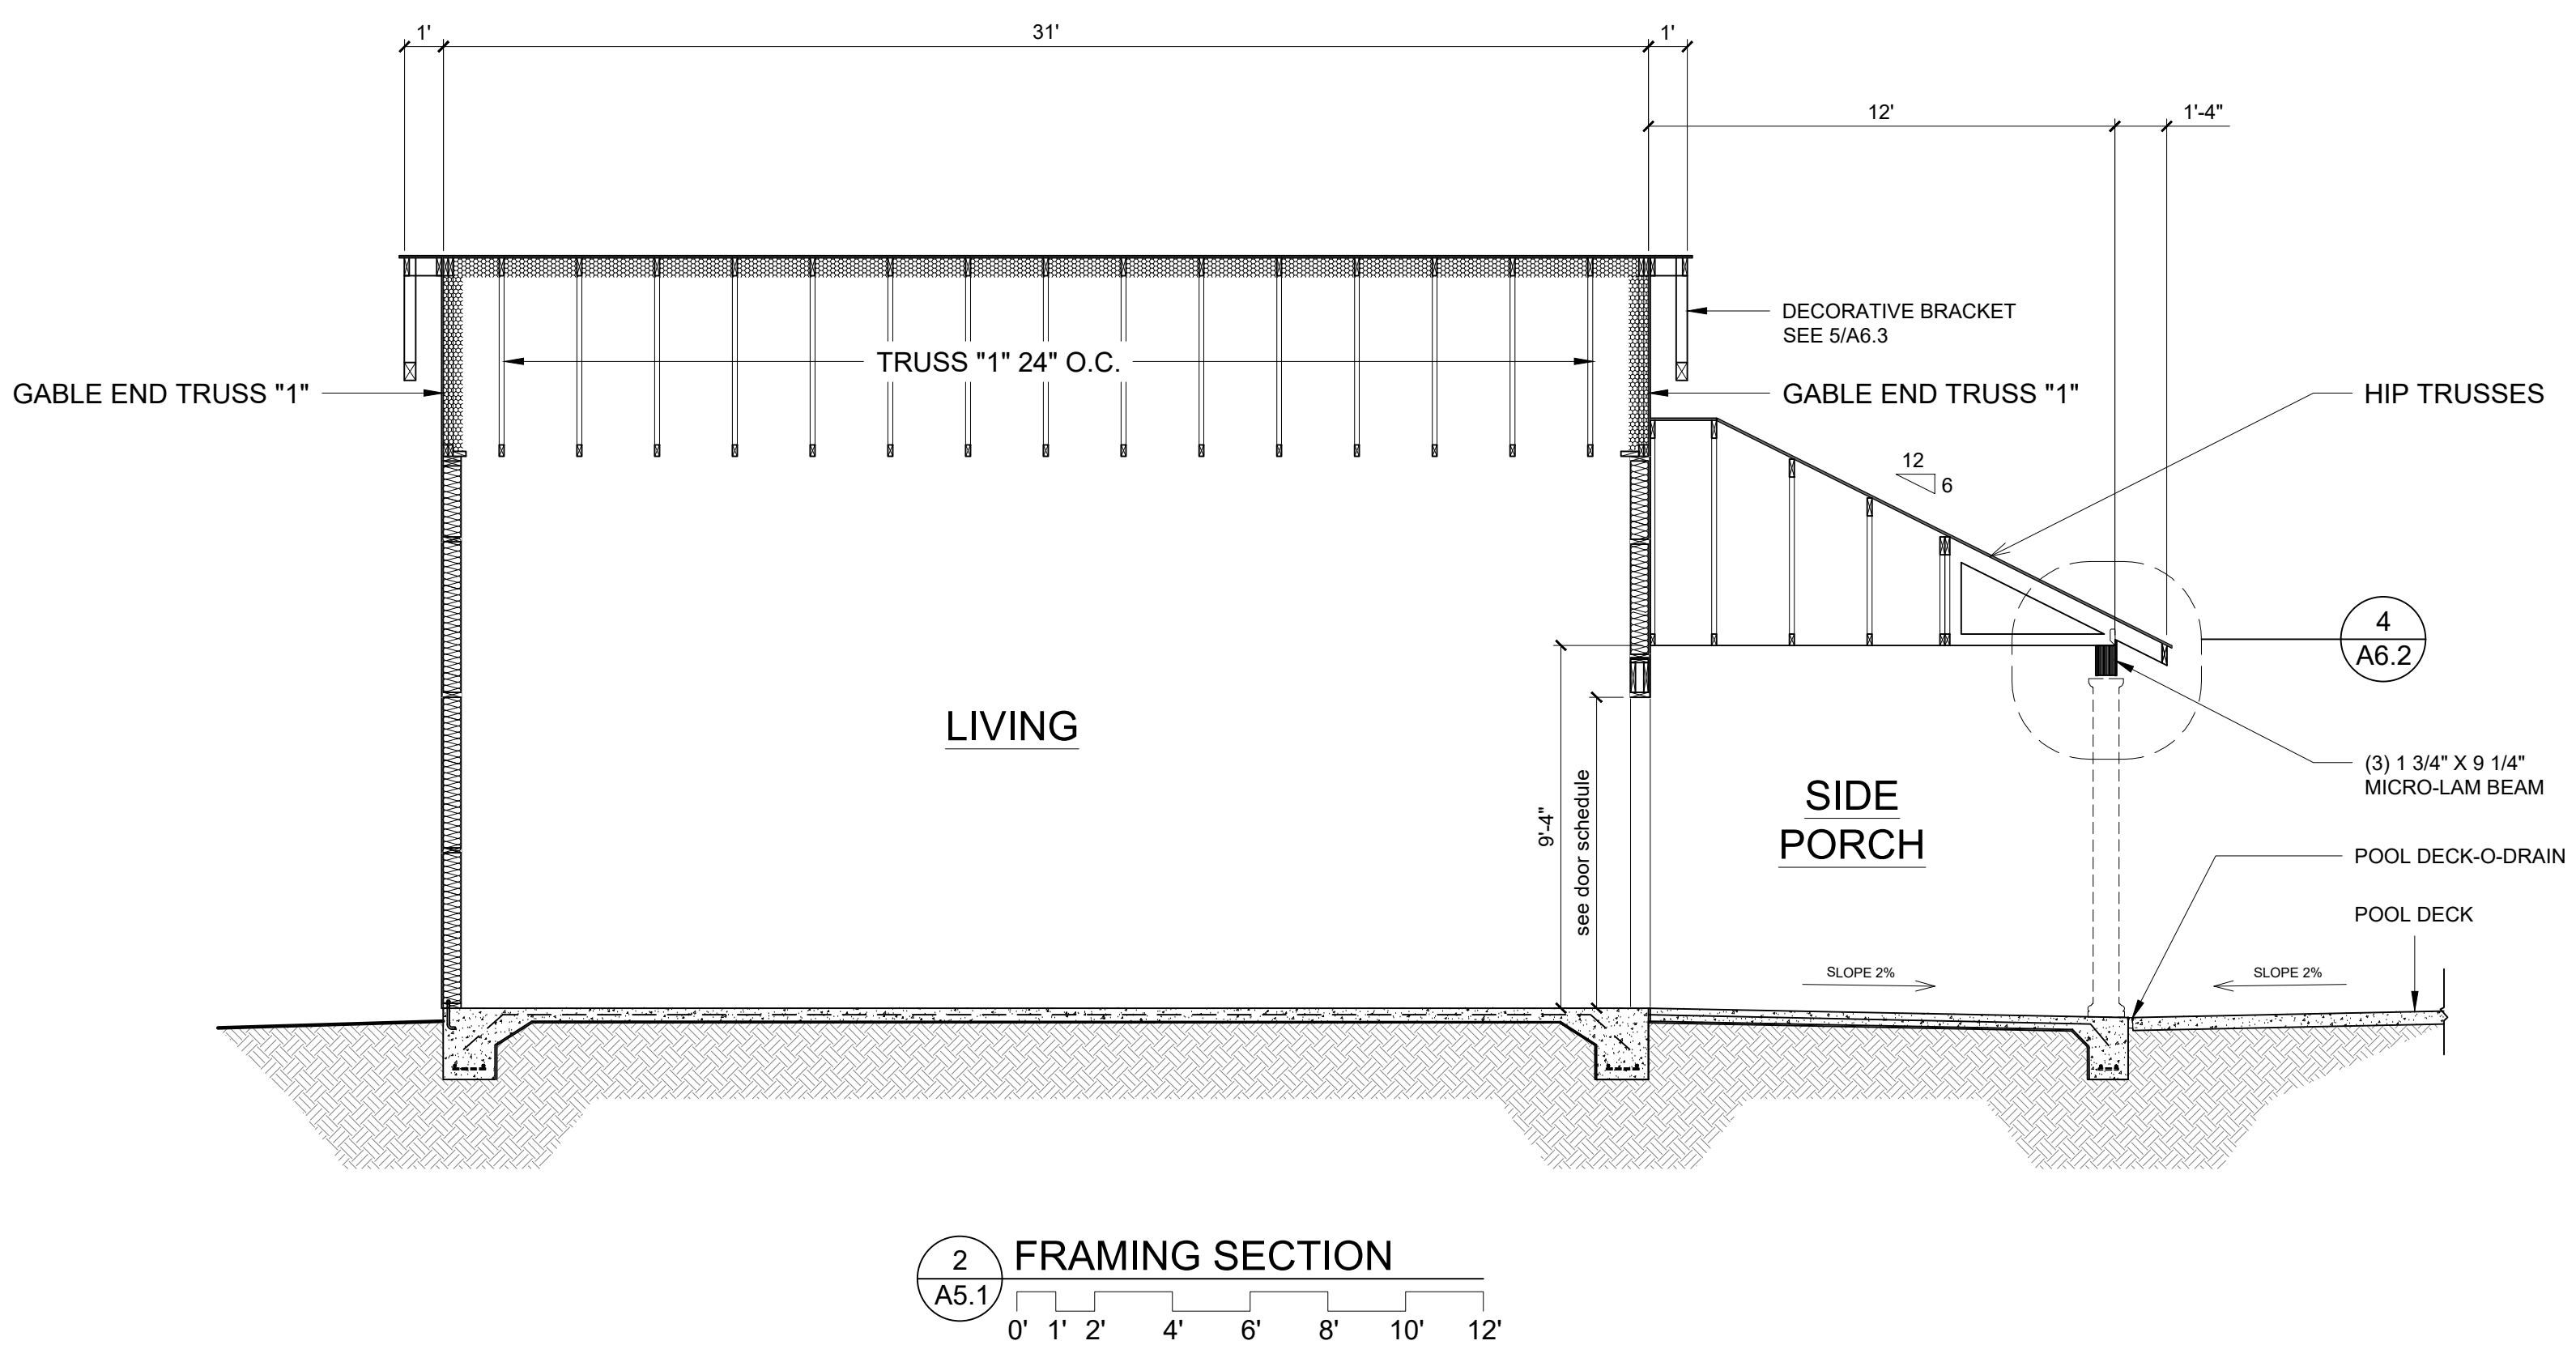 1'
31'
1'
12'
1'-4"
DECORATIVE BRACKET
SEE 5/A6.3
TRUSS "1" 24" O.C.
GABLE END TRUSS "1"
GABLE END TRUSS "1"
HIP TRUSSES
12
6
4
A6.2
LIVING
(3) 1 3/4" X 9 1/4"
MICRO-LAM BEAM
9'-4"
see door schedule
SIDE
PORCH
POOL DECK-O-DRAIN
POOL DECK
SLOPE 2%
SLOPE 2%
2
A5.1
FRAMING SECTION
0' 1' 2' 4' 6' 8' 10' 12'